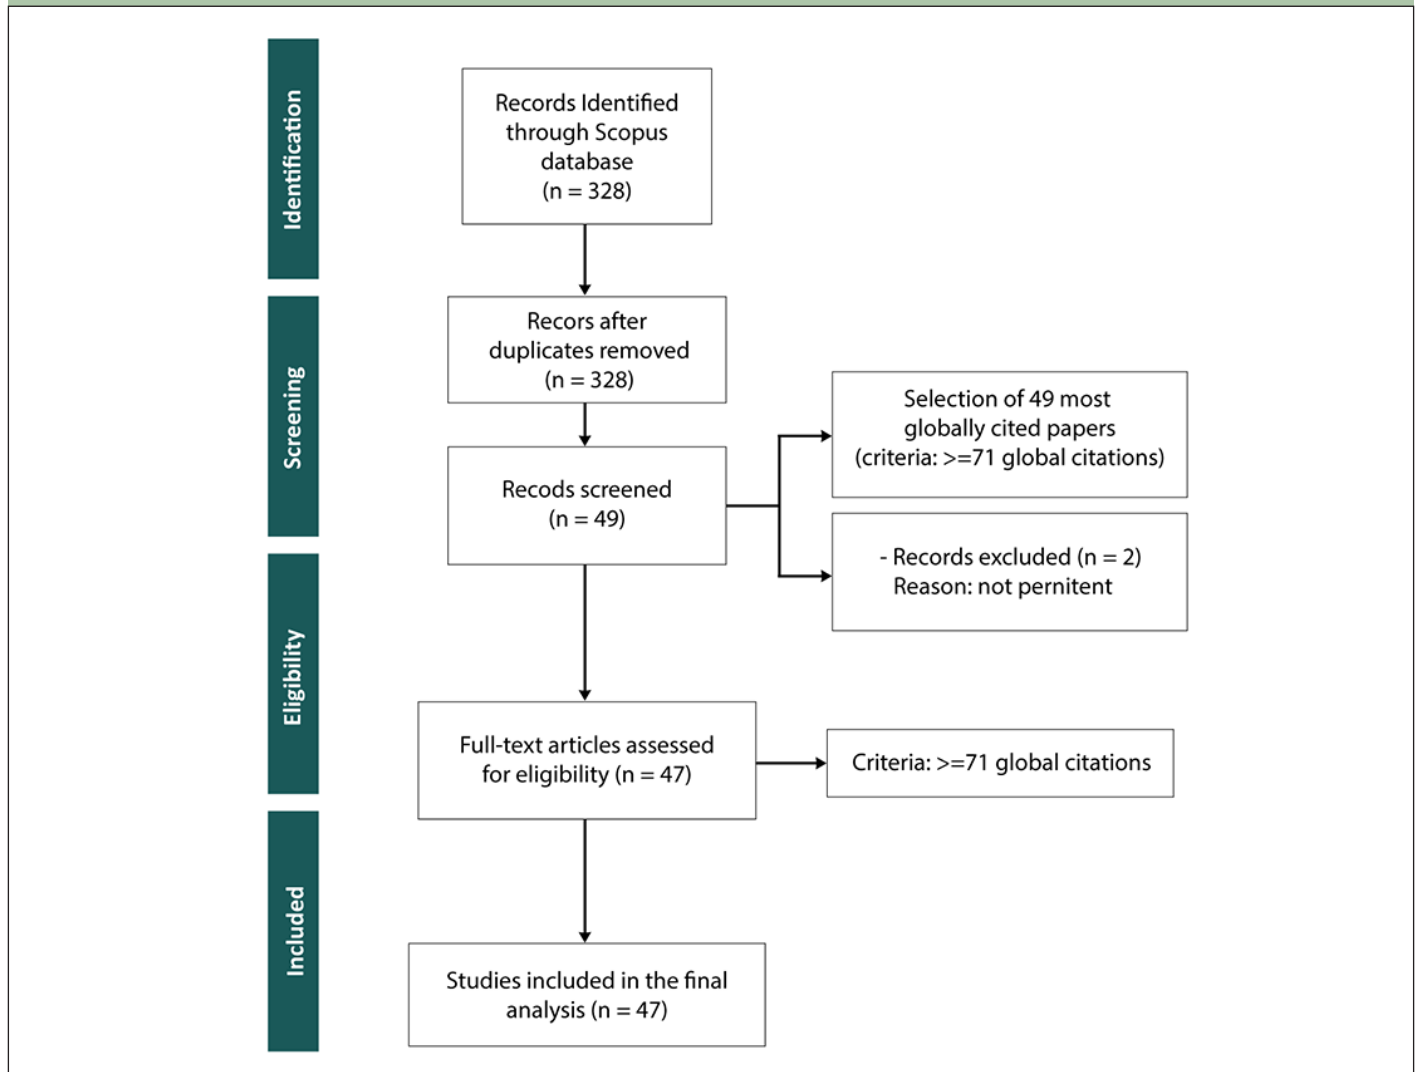 Identification
Records Identified
through Scopus
database
(n = 328)
Screening
Recors after
duplicates removed
(n = 328)
Recods screened
(n = 49)
Selection of 49 most
globally cited papers
(criteria: >=71 global citations)
- Records excluded (n = 2)
Reason: not pernitent
Eligibility
Full-text articles assessed
for eligibility (n = 47)
Criteria: >=71 global citations
Included
Studies included in the final
analysis (n = 47)